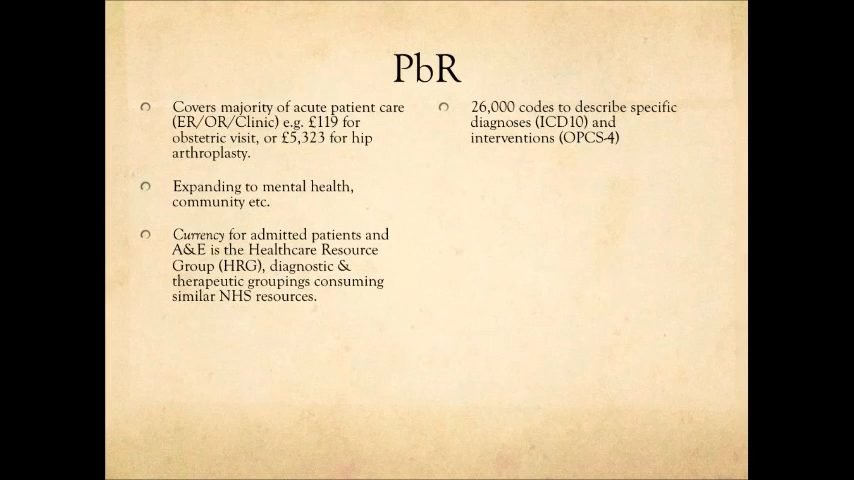 PbR
Covers majority of acute patient care
(ER/OR/Clinic) e.g. £119 for
obstetric visit, or £5,323 for hip
arthroplasty.
Expanding to mental health,
community etc.
Currency for admitted patients and
A&E is the Healthcare Resource
Group (HRG), diagnostic &
therapeutic groupings consuming
similar NHS resources.
26,000 codes to describe specific
diagnoses (ICD10) and
interventions (OPCS-4)